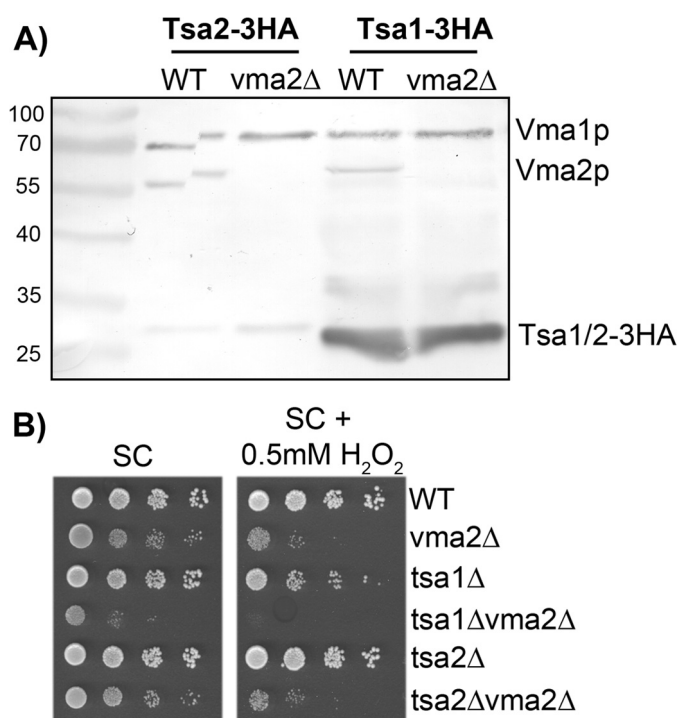 A)
Tsa2-3HA Tsa1-3HA
WT vma2Δ WT vma2Δ
100
70
55
40
35
25
Vma1p
Vma2p
Tsa1/2-3HA
B)
SC
SC +
0.5mM H₂O₂
WT
vma2Δ
tsa1Δ
tsa1Δvma2Δ
tsa2Δ
tsa2Δvma2Δ